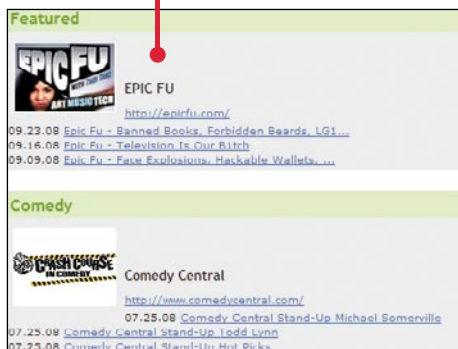 Featured
EPIC FU
WITH ZADI DIAZ
ART MUSIC TECH
EPIC FU
http://epicfu.com/
09.23.08 Epic Fu - Banned Books, Forbidden Beards, LG1...
09.16.08 Epic Fu - Television Is Our B1tch
09.09.08 Epic Fu - Face Explosions, Hackable Wallets, ...
Comedy
CRASH COURSE
IN COMEDY
Comedy Central
http://www.comedycentral.com/
07.25.08 Comedy Central Stand-Up Michael Somerville
07.25.08 Comedy Central Stand-Up Todd Lynn
07.25.08 Comedy Central Stand-Up Hot Picks